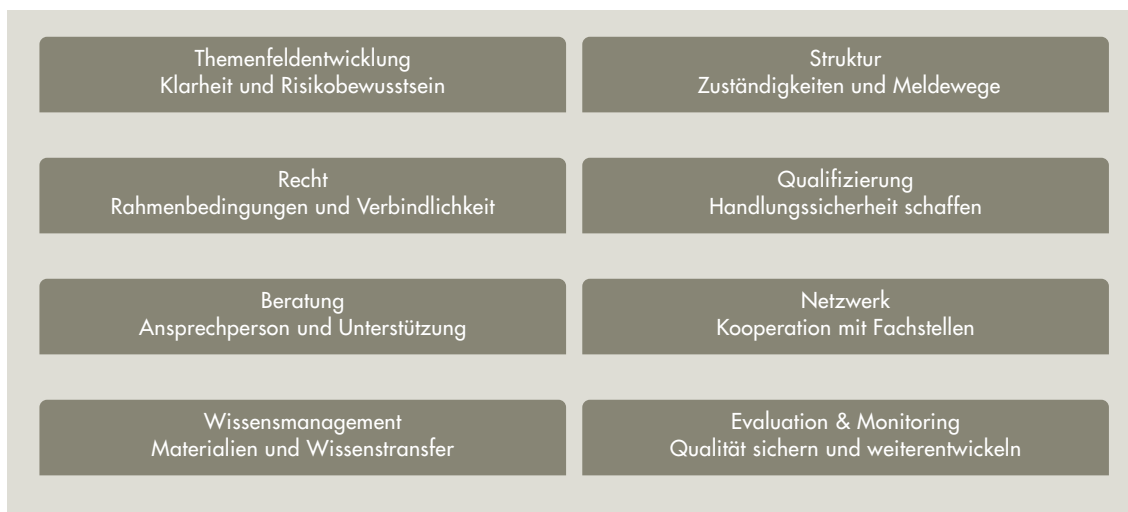 Themenfeldentwicklung
Klarheit und Risikobewusstsein
Struktur
Zuständigkeiten und Meldewege
Recht
Rahmenbedingungen und Verbindlichkeit
Qualifizierung
Handlungssicherheit schaffen
Beratung
Ansprechperson und Unterstützung
Netzwerk
Kooperation mit Fachstellen
Wissensmanagement
Materialien und Wissenstransfer
Evaluation & Monitoring
Qualität sichern und weiterentwickeln